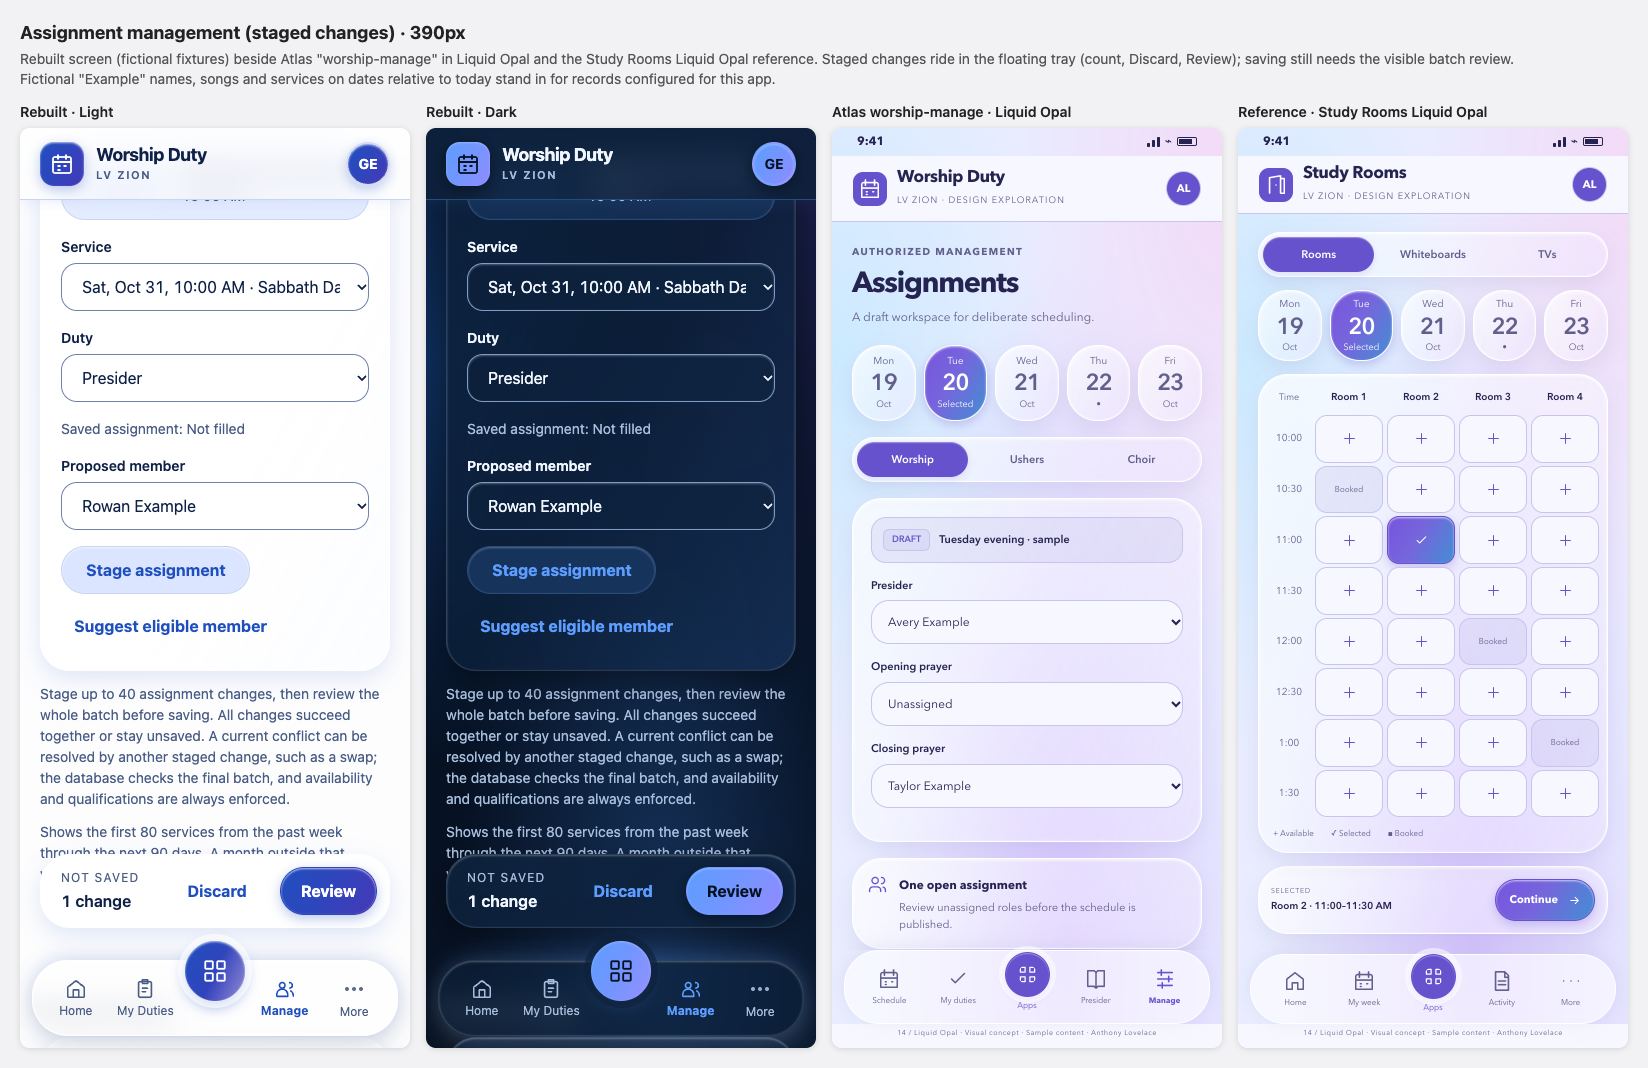 Assignment management (staged changes) · 390px
Rebuilt screen (fictional fixtures) beside Atlas "worship-manage" in Liquid Opal and the Study Rooms Liquid Opal reference. Staged changes ride in the floating tray (count, Discard, Review); saving still needs the visible batch review.
Fictional "Example" names, songs and services on dates relative to today stand in for records configured for this app.
Rebuilt · Light
Worship Duty
LV ZION
GE
Service
Sat, Oct 31, 10:00 AM · Sabbath Da
Duty
Presider
Saved assignment: Not filled
Proposed member
Rowan Example
Stage assignment
Suggest eligible member
Stage up to 40 assignment changes, then review the
whole batch before saving. All changes succeed
together or stay unsaved. A current conflict can be
resolved by another staged change, such as a swap;
the database checks the final batch, and availability
and qualifications are always enforced.
Shows the first 80 services from the past week
through the next 90 days. A month outside that
NOT SAVED
1 change
Discard
Review
Home
My Duties
Manage
More
Rebuilt · Dark
Worship Duty
LV ZION
GE
Service
Sat, Oct 31, 10:00 AM · Sabbath Da
Duty
Presider
Saved assignment: Not filled
Proposed member
Rowan Example
Stage assignment
Suggest eligible member
Stage up to 40 assignment changes, then review the
whole batch before saving. All changes succeed
together or stay unsaved. A current conflict can be
resolved by another staged change, such as a swap;
the database checks the final batch, and availability
and qualifications are always enforced.
Shows the first 80 services from the past week
through the next 90 days. A month outside that
NOT SAVED
1 change
Discard
Review
Home
My Duties
Manage
More
Atlas worship-manage · Liquid Opal
9:41
Worship Duty
LV ZION · DESIGN EXPLORATION
AL
AUTHORIZED MANAGEMENT
Assignments
A draft workspace for deliberate scheduling.
Mon Tue Wed Thu Fri
19 20 21 22 23
Oct Selected Oct • Oct
Worship Ushers Choir
DRAFT Tuesday evening · sample
Presider
Avery Example
Opening prayer
Unassigned
Closing prayer
Taylor Example
One open assignment
Review unassigned roles before the schedule is
published.
Schedule My duties Apps Presider Manage
14 / Liquid Opal · Visual concept · Sample content · Anthony Lovelace
Reference · Study Rooms Liquid Opal
9:41
Study Rooms
LV ZION · DESIGN EXPLORATION
AL
Rooms Whiteboards TVs
Mon Tue Wed Thu Fri
19 20 21 22 23
Oct Selected Oct • Oct
Time Room 1 Room 2 Room 3 Room 4
10:00 + + + +
10:30 Booked + + +
11:00 + ✓ + +
11:30 + + + +
12:00 + + Booked +
12:30 + + + +
1:00 + + + Booked
1:30 + + + +
+ Available ✓ Selected ■ Booked
SELECTED
Room 2 · 11:00–11:30 AM
Continue →
Home My week Apps Activity More
14 / Liquid Opal · Visual concept · Sample content · Anthony Lovelace